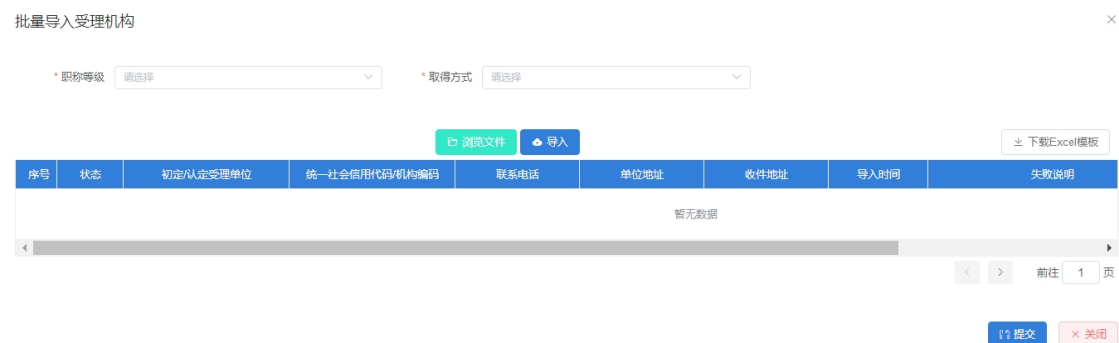 批量导入受理机构
* 职称等级 请选择 * 取得方式 请选择
浏览文件 导入 下载Excel模板
序号 状态 初定/认定受理单位 统一社会信用代码/机构编码 联系电话 单位地址 收件地址 导入时间 失败说明
暂无数据
前往 1 页
提交 × 关闭